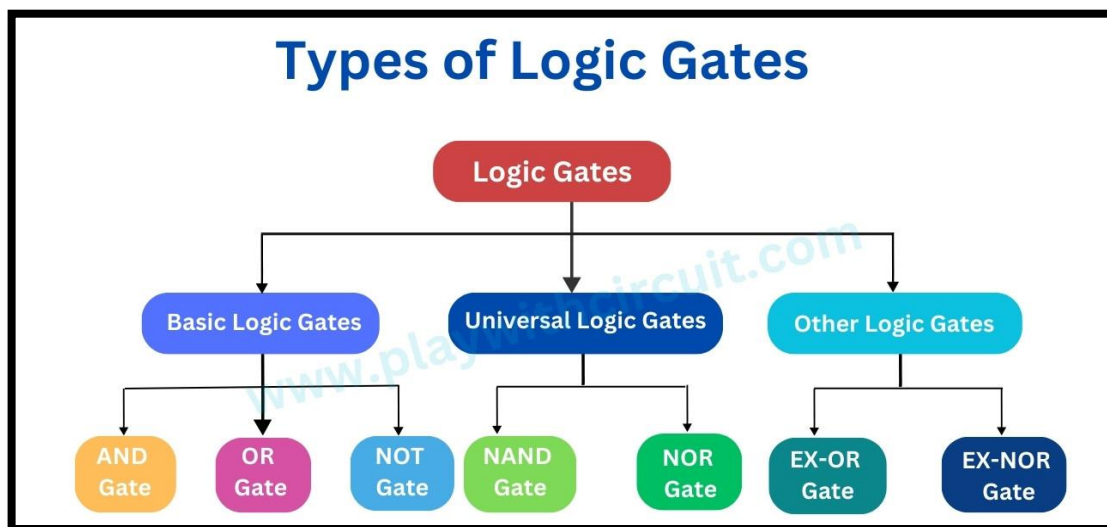 Types of Logic Gates
Logic Gates
Basic Logic Gates
Universal Logic Gates
Other Logic Gates
www.playwithcircuit.com
AND
Gate
OR
Gate
NOT
Gate
NAND
Gate
NOR
Gate
EX-OR
Gate
EX-NOR
Gate